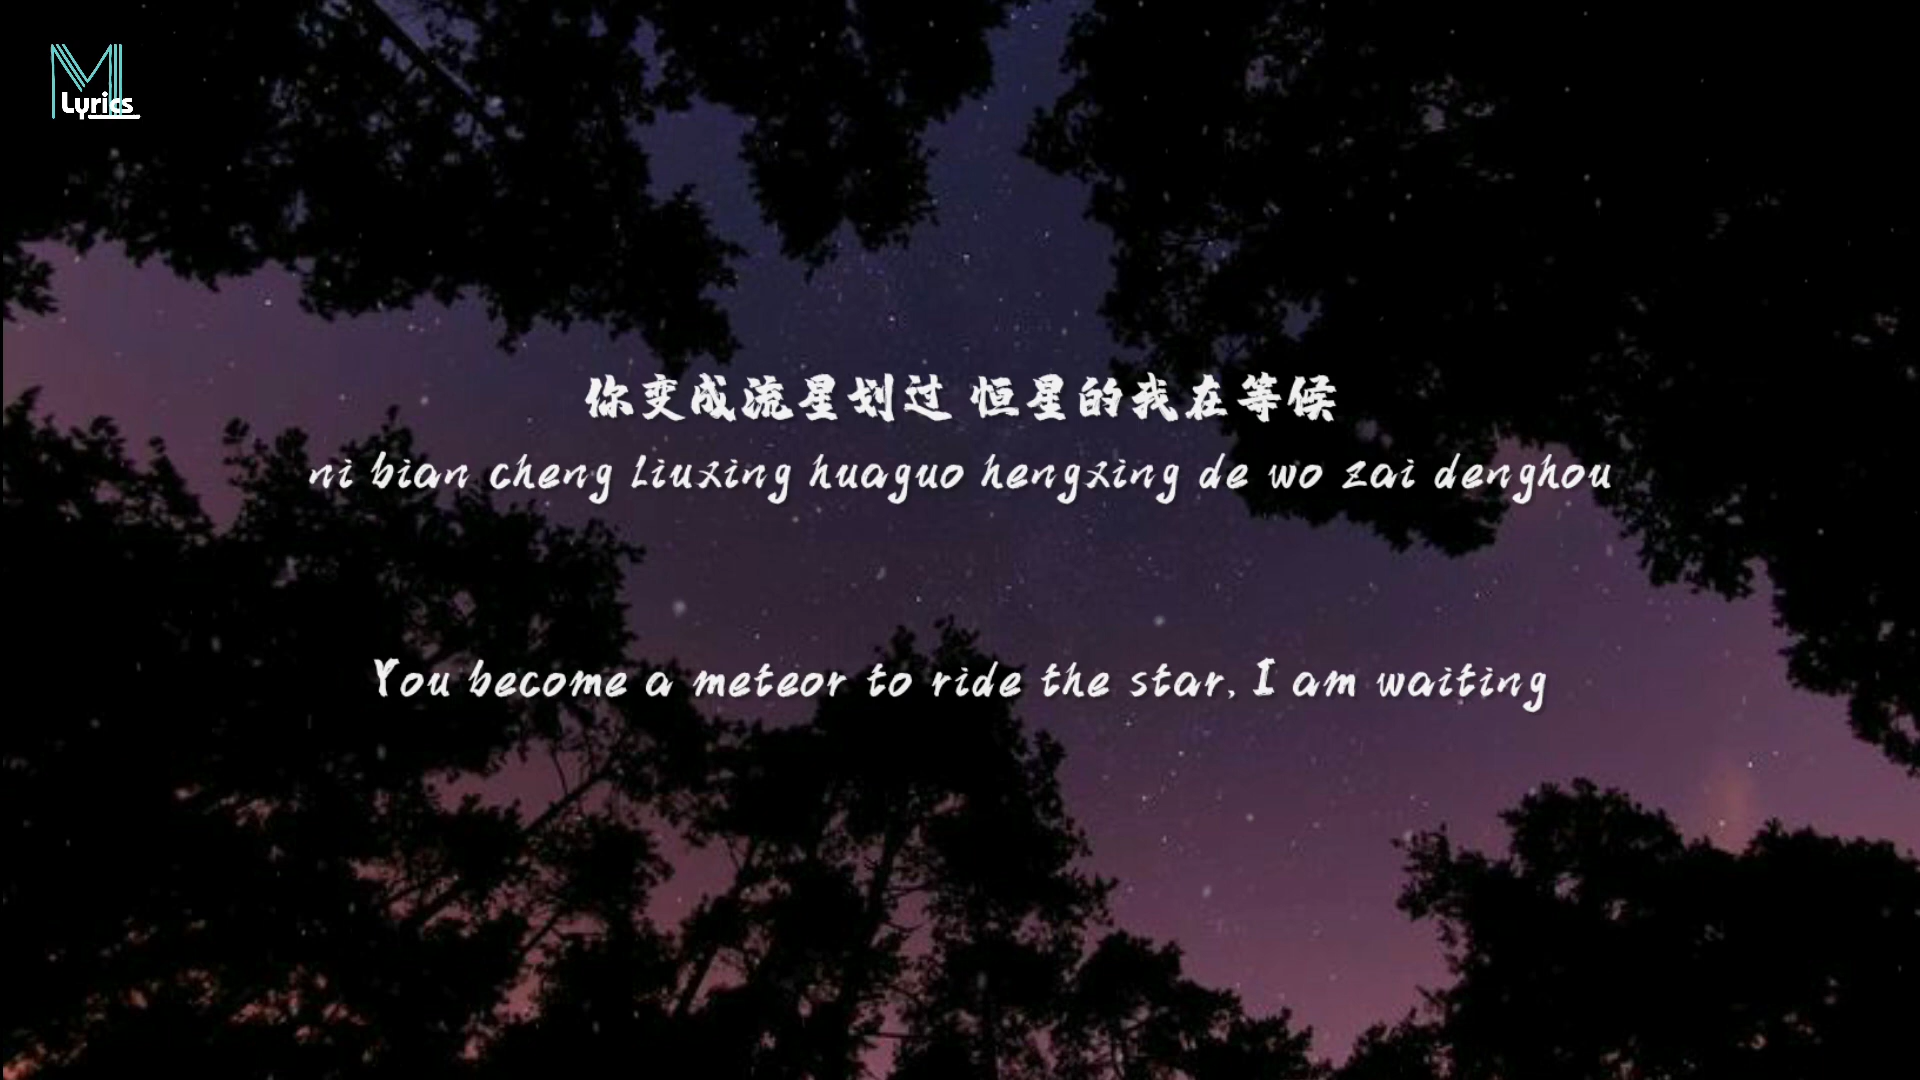 M
Lyrics
你变成流星划过 恒星的我在等候
ni bian cheng liuxing huaguo hengxing de wo zai denghou
You become a meteor to ride the star, I am waiting